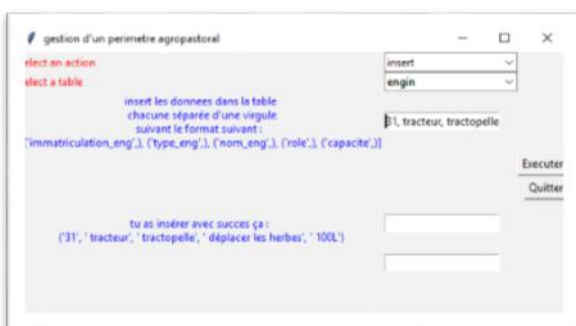 gestion d'un perimetre agropastoral
elect an action
insert
elect a table
engin
insert les donnees dans la table
chacune séparée d'une virgule
suivant le format suivant :
('immatriculation_eng',), ('type_eng',), ('nom_eng',), ('role',), ('capacite',)]
31, tracteur, tractopelle
Executer
Quitter
tu as insérer avec succes ça :
('31', ' tracteur', ' tractopelle', ' déplacer les herbes', ' 100L')